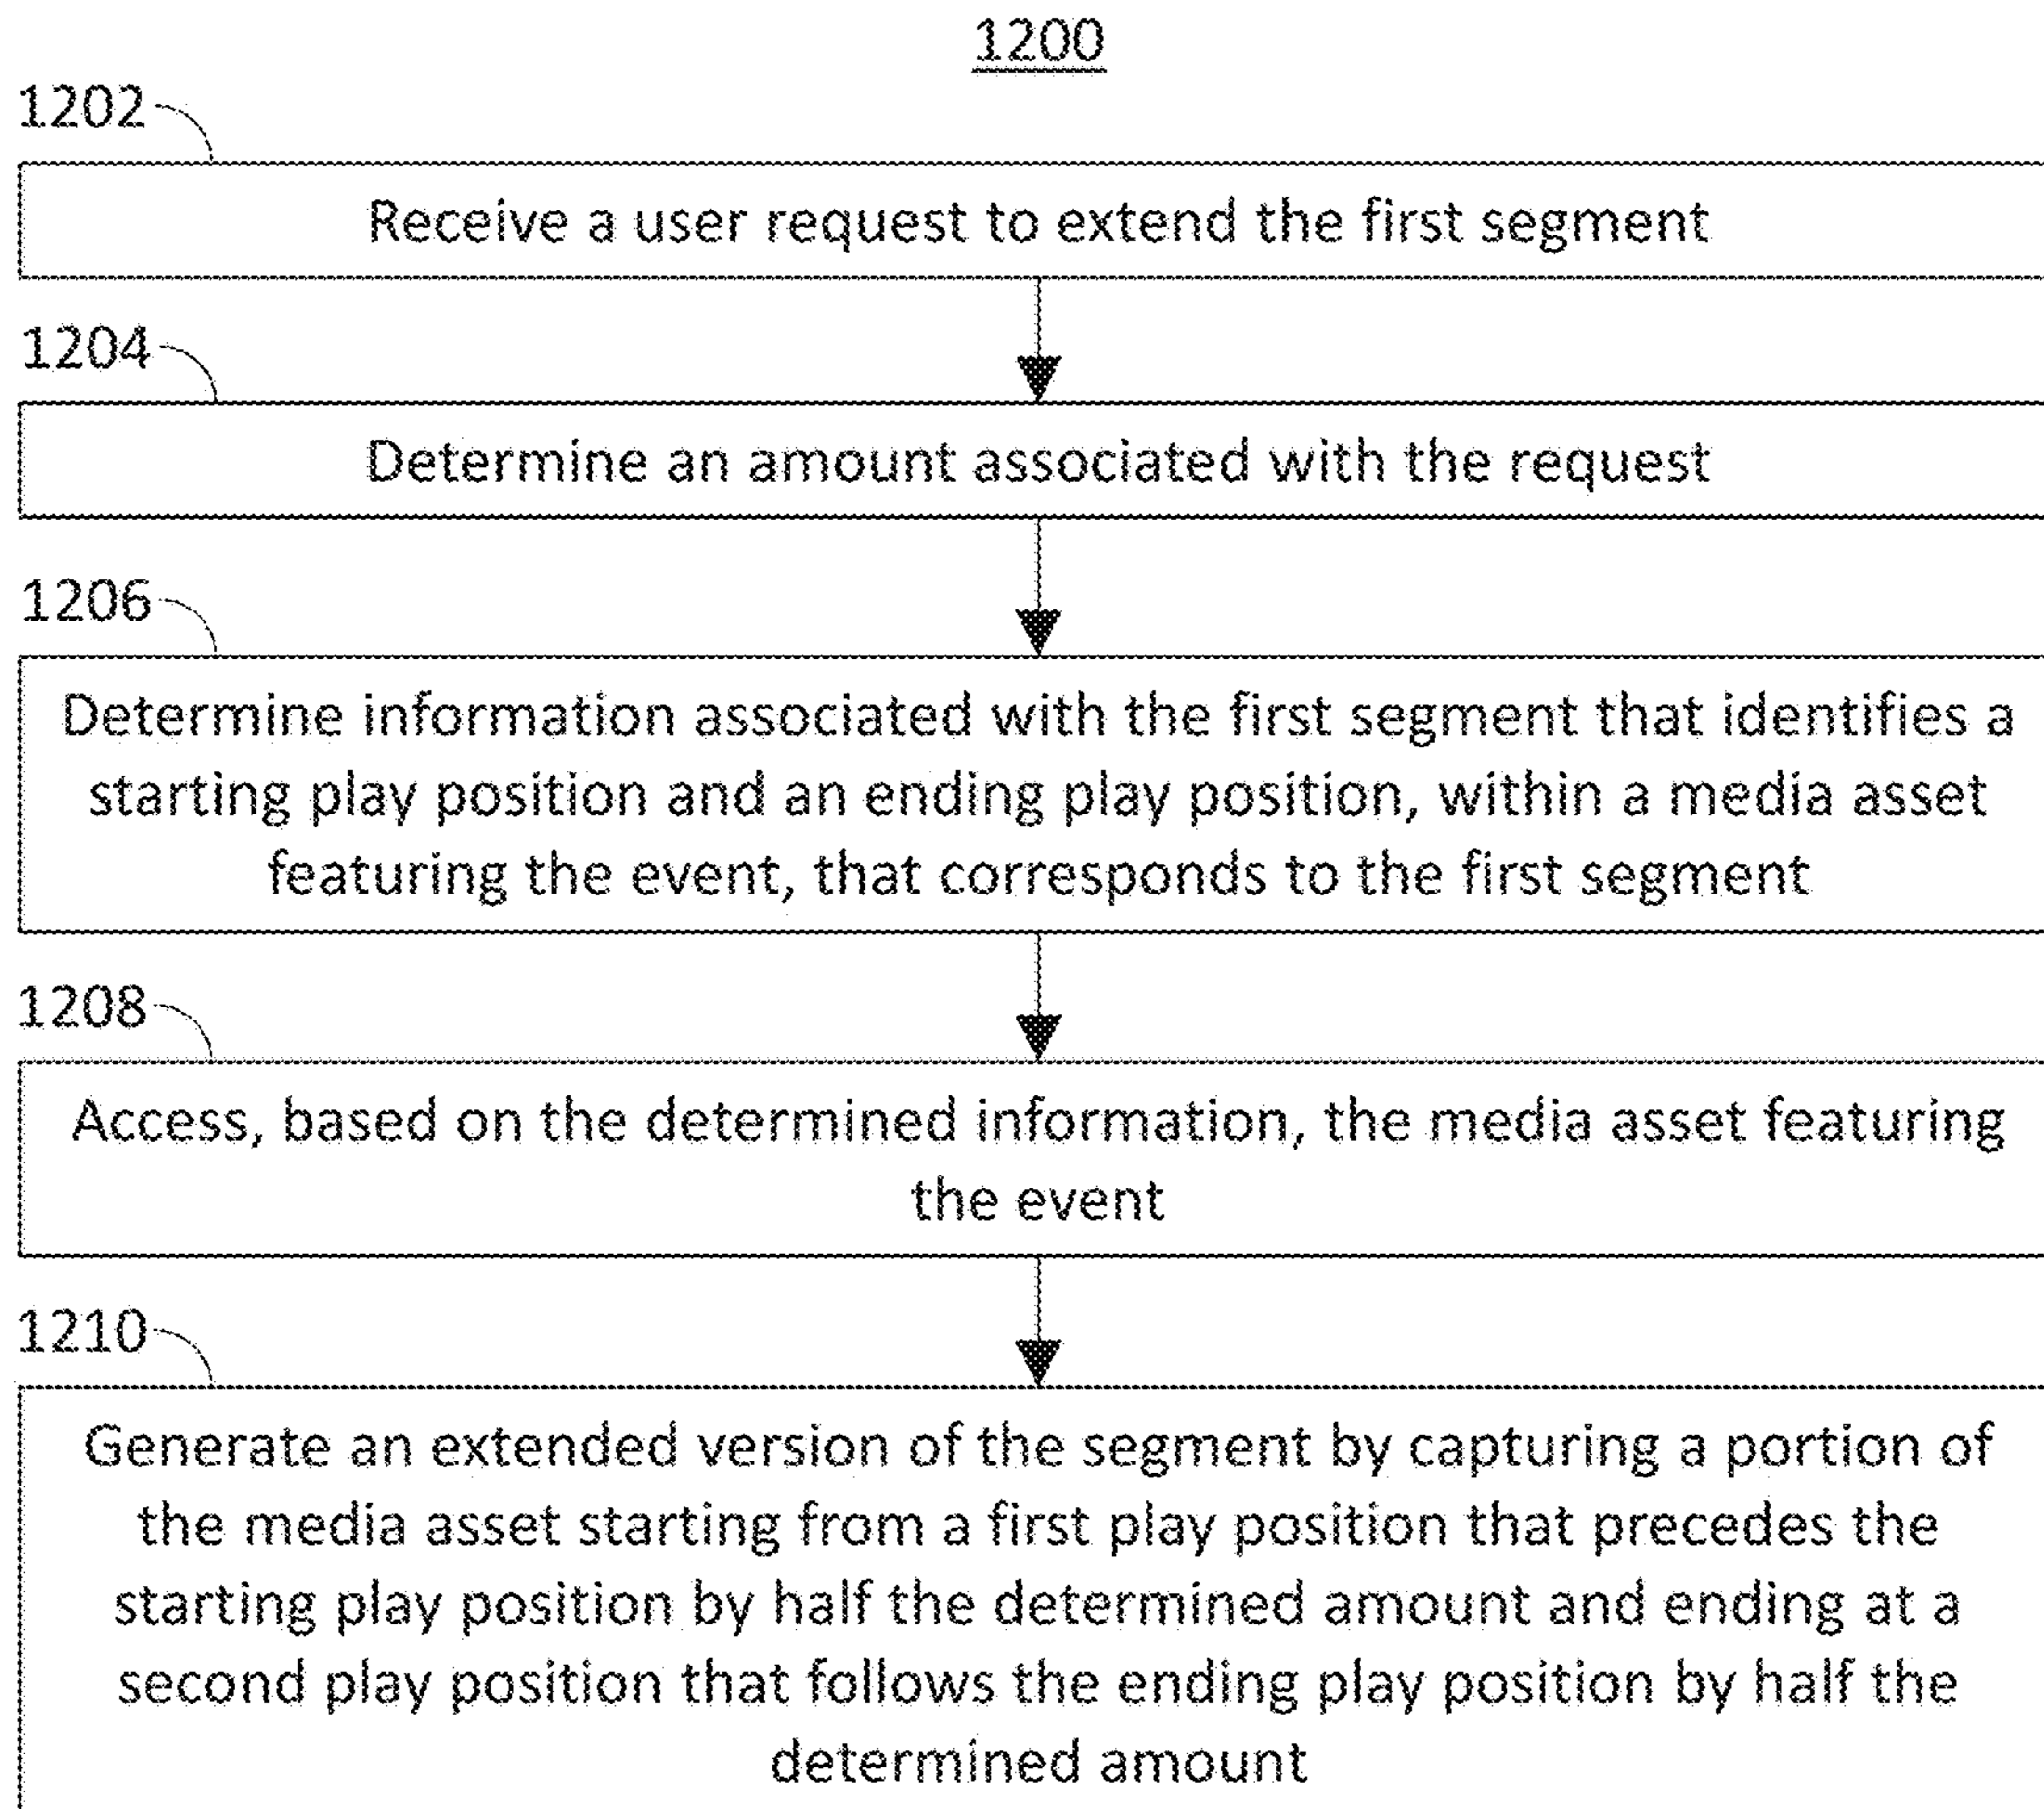 1200
1202
Receive a user request to extend the first segment
1204
Determine an amount associated with the request
1206
Determine information associated with the first segment that identifies a
starting play position and an ending play position, within a media asset
featuring the event, that corresponds to the first segment
1208
Access, based on the determined information, the media asset featuring
the event
1210
Generate an extended version of the segment by capturing a portion of
the media asset starting from a first play position that precedes the
starting play position by half the determined amount and ending at a
second play position that follows the ending play position by half the
determined amount